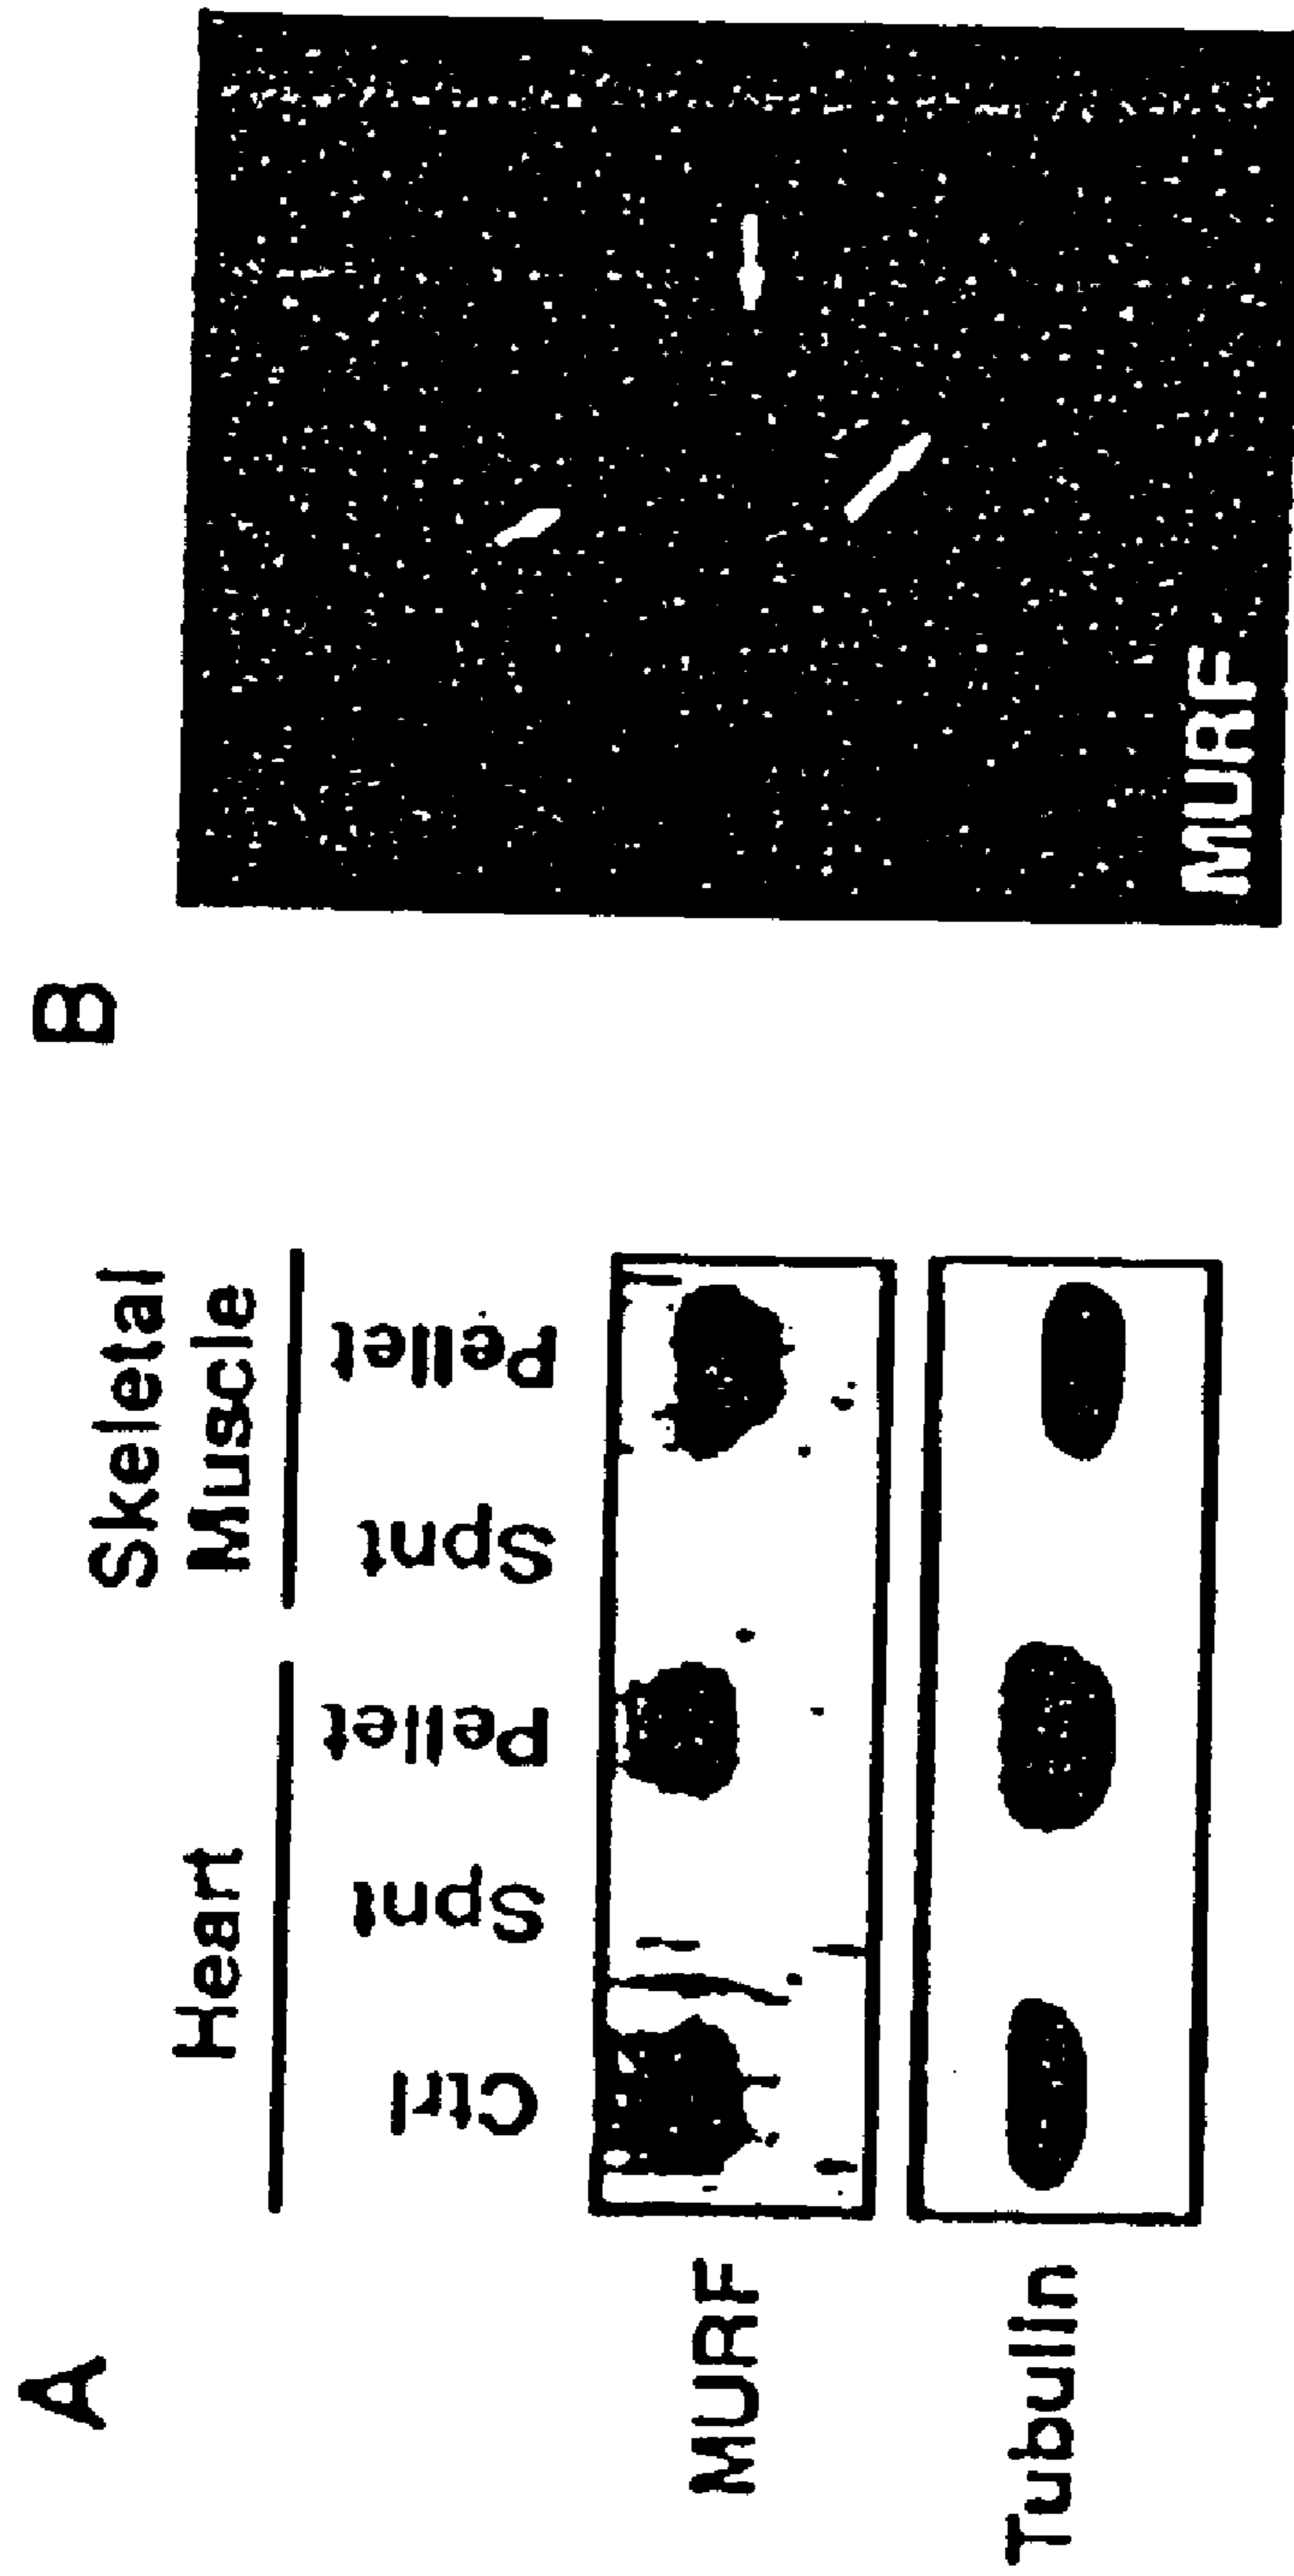 A
Heart
Skeletal
Muscle
Ctrl
Spnt
Pellet
Spnt
Pellet
MURF
Tubulin
B
MURF